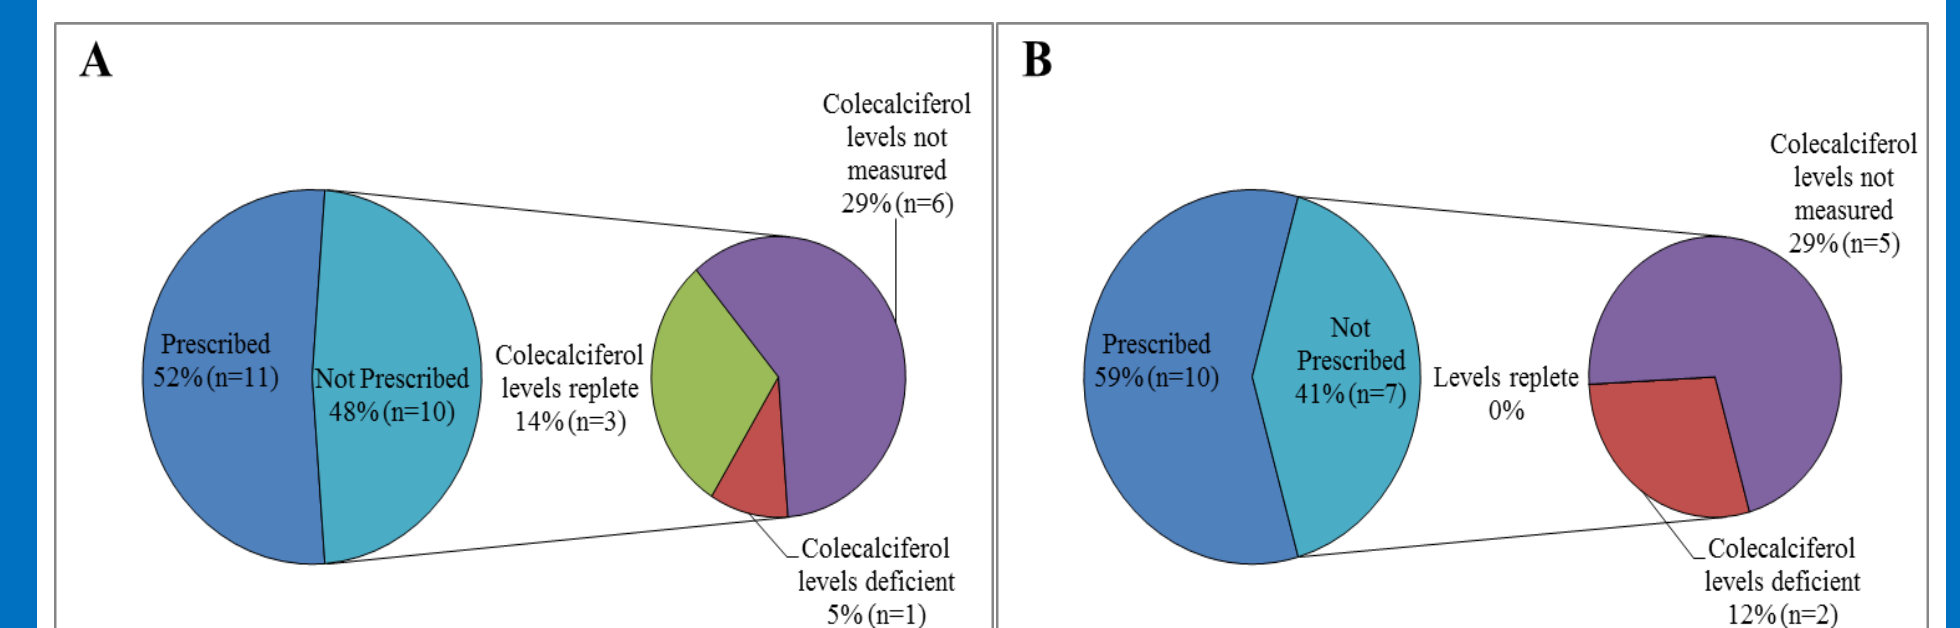 A
Colecalciferol
levels not
measured
29% (n=6)
Prescribed
52% (n=11)
Not Prescribed
48% (n=10)
Colecalciferol
levels replete
14% (n=3)
Colecalciferol
levels deficient
5% (n=1)
B
Colecalciferol
levels not
measured
29% (n=5)
Prescribed
59% (n=10)
Not
Prescribed
41% (n=7)
Levels replete
0%
Colecalciferol
levels deficient
12% (n=2)